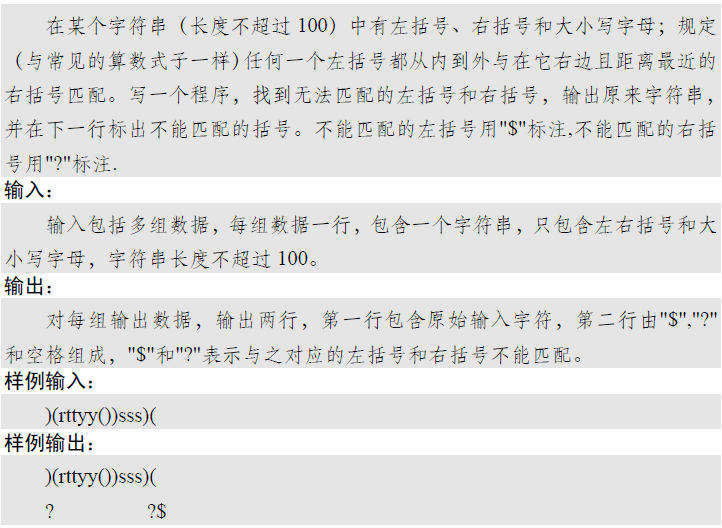 在某个字符串（长度不超过 100）中有左括号、右括号和大小写字母；规定
（与常见的算数式子一样)任何一个左括号都从内到外与在它右边且距离最近的
右括号匹配。写一个程序，找到无法匹配的左括号和右括号，输出原来字符串，
并在下一行标出不能匹配的括号。不能匹配的左括号用"$"标注,不能匹配的右括
号用"?"标注.
输入：
输入包括多组数据，每组数据一行，包含一个字符串，只包含左右括号和大
小写字母，字符串长度不超过 100。
输出：
对每组输出数据，输出两行，第一行包含原始输入字符，第二行由"$","?"
和空格组成，"$"和"?"表示与之对应的左括号和右括号不能匹配。
样例输入：
)(rttyy())sss)(
样例输出：
)(rttyy())sss)(
? ?$